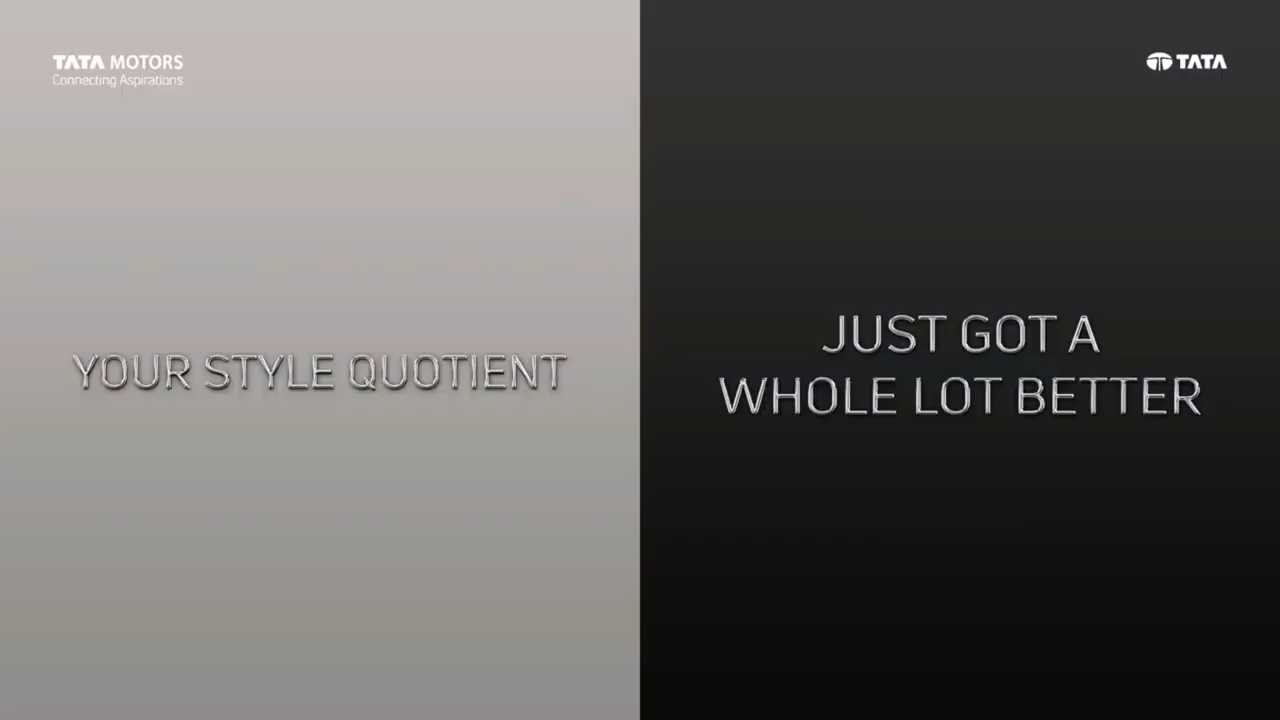 TATA MOTORS
Connecting Aspirations
TATA
YOUR STYLE QUOTIENT
JUST GOT A
WHOLE LOT BETTER